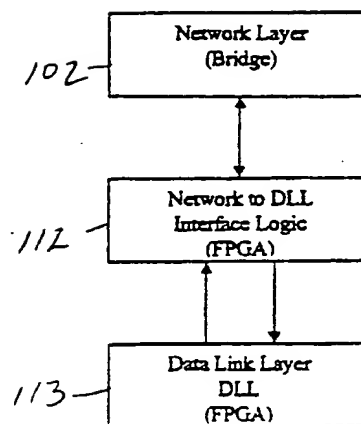 Network Layer
(Bridge)
102
Network to DLL
Interface Logic
(FPGA)
112
Data Link Layer
DLL
(FPGA)
113